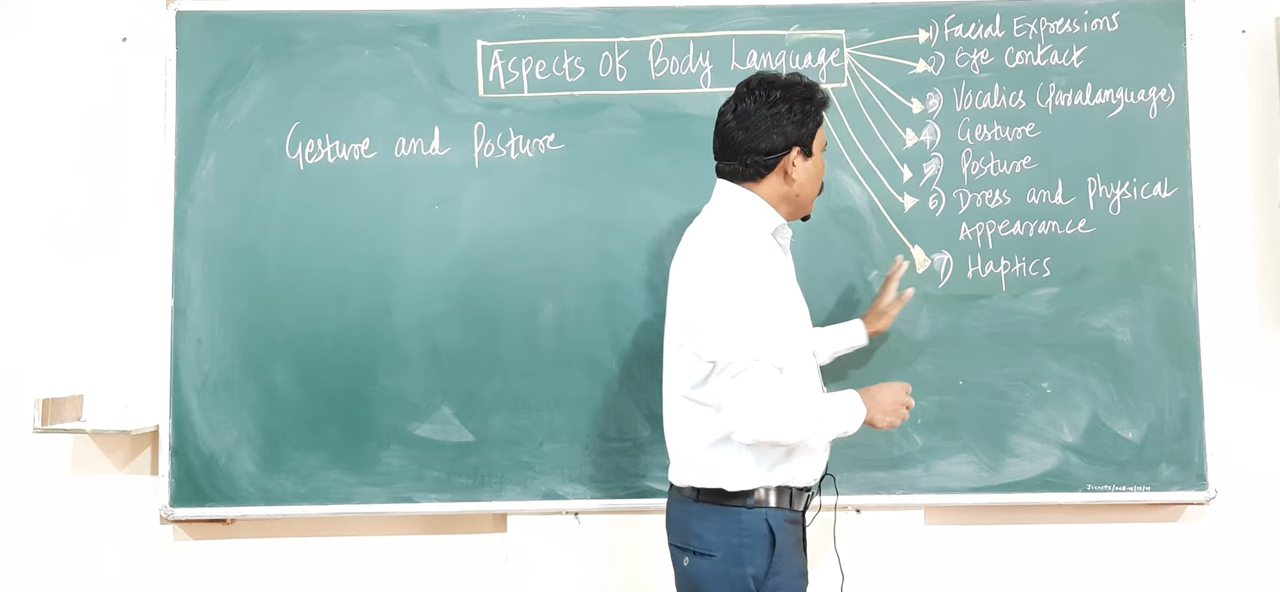 Aspects Of Body Language
1) Facial Expressions
2) Eye Contact
3) Vocalics (Paralanguage)
4) Gesture
5) Posture
6) Dress and Physical
Appearance
7) Haptics
Gesture and Posture